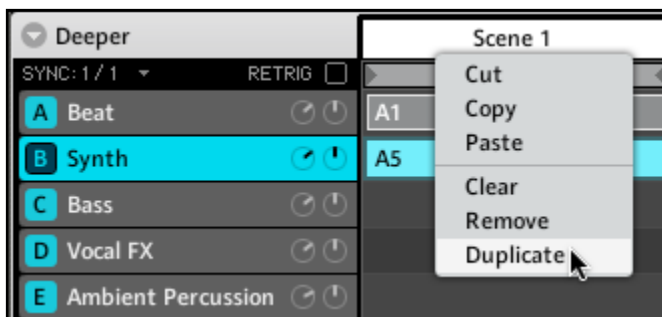 Deeper
Scene 1
SYNC: 1 / 1 RETRIG
Cut
A Beat
A1
Copy
Paste
B Synth
A5
Clear
C Bass
Remove
D Vocal FX
Duplicate
E Ambient Percussion